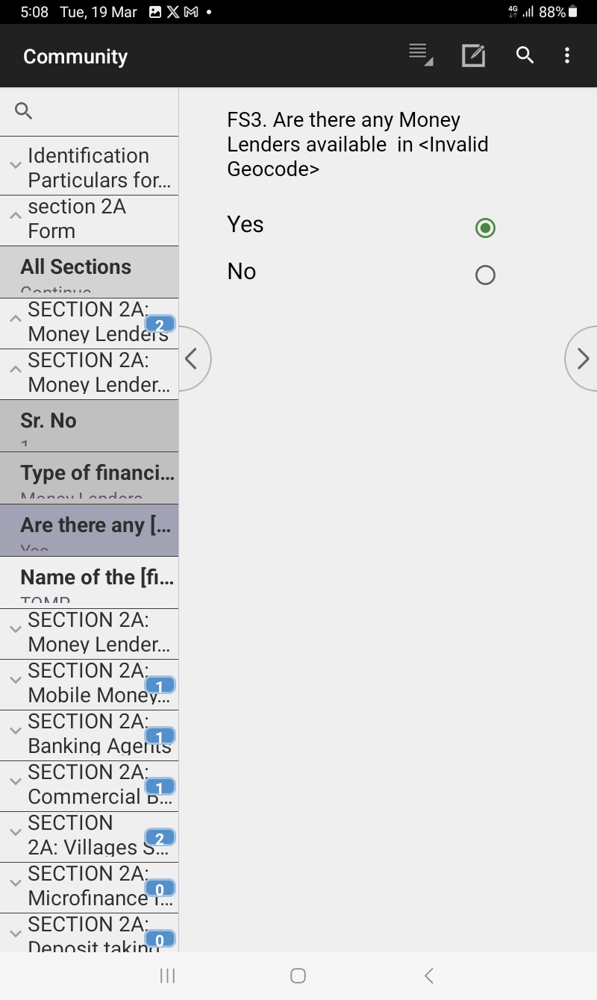 5:08 Tue, 19 Mar
4G 88%
Community
FS3. Are there any Money
Lenders available in <Invalid
Geocode>
Yes
No
Identification
Particulars for...
section 2A
Form
All Sections
Continue
SECTION 2A:
Money Lenders
2
SECTION 2A:
Money Lender...
Sr. No
1
Type of financi...
Money Lenders
Are there any [...
Yes
Name of the [fi...
SECTION 2A:
Money Lender...
SECTION 2A:
Mobile Money...
1
SECTION 2A:
Banking Agents
1
SECTION 2A:
Commercial B...
1
SECTION
2A: Villages S...
2
SECTION 2A:
Microfinance I...
0
SECTION 2A:
Deposit taking
0